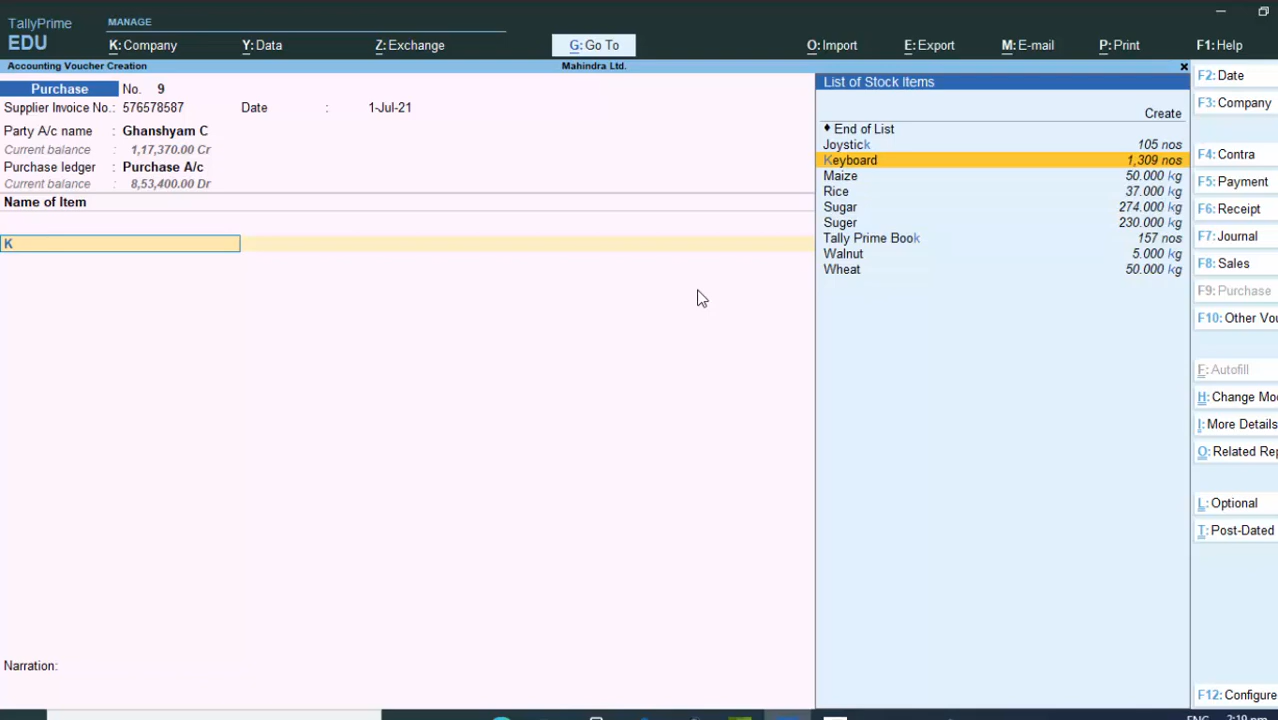 TallyPrime
EDU
MANAGE
K: Company
Y: Data
Z: Exchange
G: Go To
O: Import
E: Export
M: E-mail
P: Print
F1: Help
Accounting Voucher Creation
Mahindra Ltd.
Purchase No. 9
Supplier Invoice No.: 576578587 Date : 1-Jul-21
Party A/c name : Ghanshyam C
Current balance : 1,17,370.00 Cr
Purchase ledger : Purchase A/c
Current balance : 8,53,400.00 Dr
Name of Item
K
Narration:
List of Stock Items
Create
♦ End of List
Joystick 105 nos
Keyboard 1,309 nos
Maize 50.000 kg
Rice 37.000 kg
Sugar 274.000 kg
Suger 230.000 kg
Tally Prime Book 157 nos
Walnut 5.000 kg
Wheat 50.000 kg
F2: Date
F3: Company
F4: Contra
F5: Payment
F6: Receipt
F7: Journal
F8: Sales
F9: Purchase
F10: Other Vou
F: Autofill
H: Change Mo
I: More Details
O: Related Rep
L: Optional
T: Post-Dated
F12: Configure